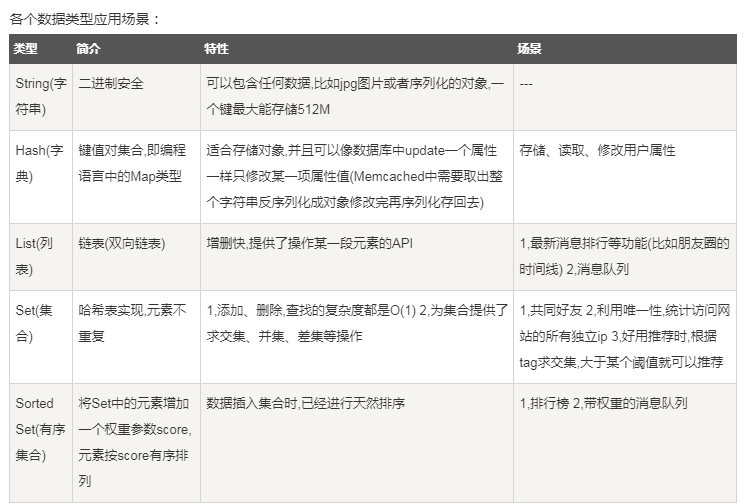 各个数据类型应用场景：
类型 简介 特性 场景
String(字符串) 二进制安全 可以包含任何数据,比如jpg图片或者序列化的对象,一个键最大能存储512M ---
Hash(字典) 键值对集合,即编程语言中的Map类型 适合存储对象,并且可以像数据库中update一个属性一样只修改某一项属性值(Memcached中需要取出整个字符串反序列化成对象修改完再序列化存回去) 存储、读取、修改用户属性
List(列表) 链表(双向链表) 增删快,提供了操作某一段元素的API 1,最新消息排行等功能(比如朋友圈的时间线) 2,消息队列
Set(集合) 哈希表实现,元素不重复 1,添加、删除,查找的复杂度都是O(1) 2,为集合提供了求交集、并集、差集等操作 1,共同好友 2,利用唯一性,统计访问网站的所有独立ip 3,好用推荐时,根据tag求交集,大于某个阈值就可以推荐
Sorted Set(有序集合) 将Set中的元素增加一个权重参数score,元素按score有序排列 数据插入集合时,已经进行天然排序 1,排行榜 2,带权重的消息队列